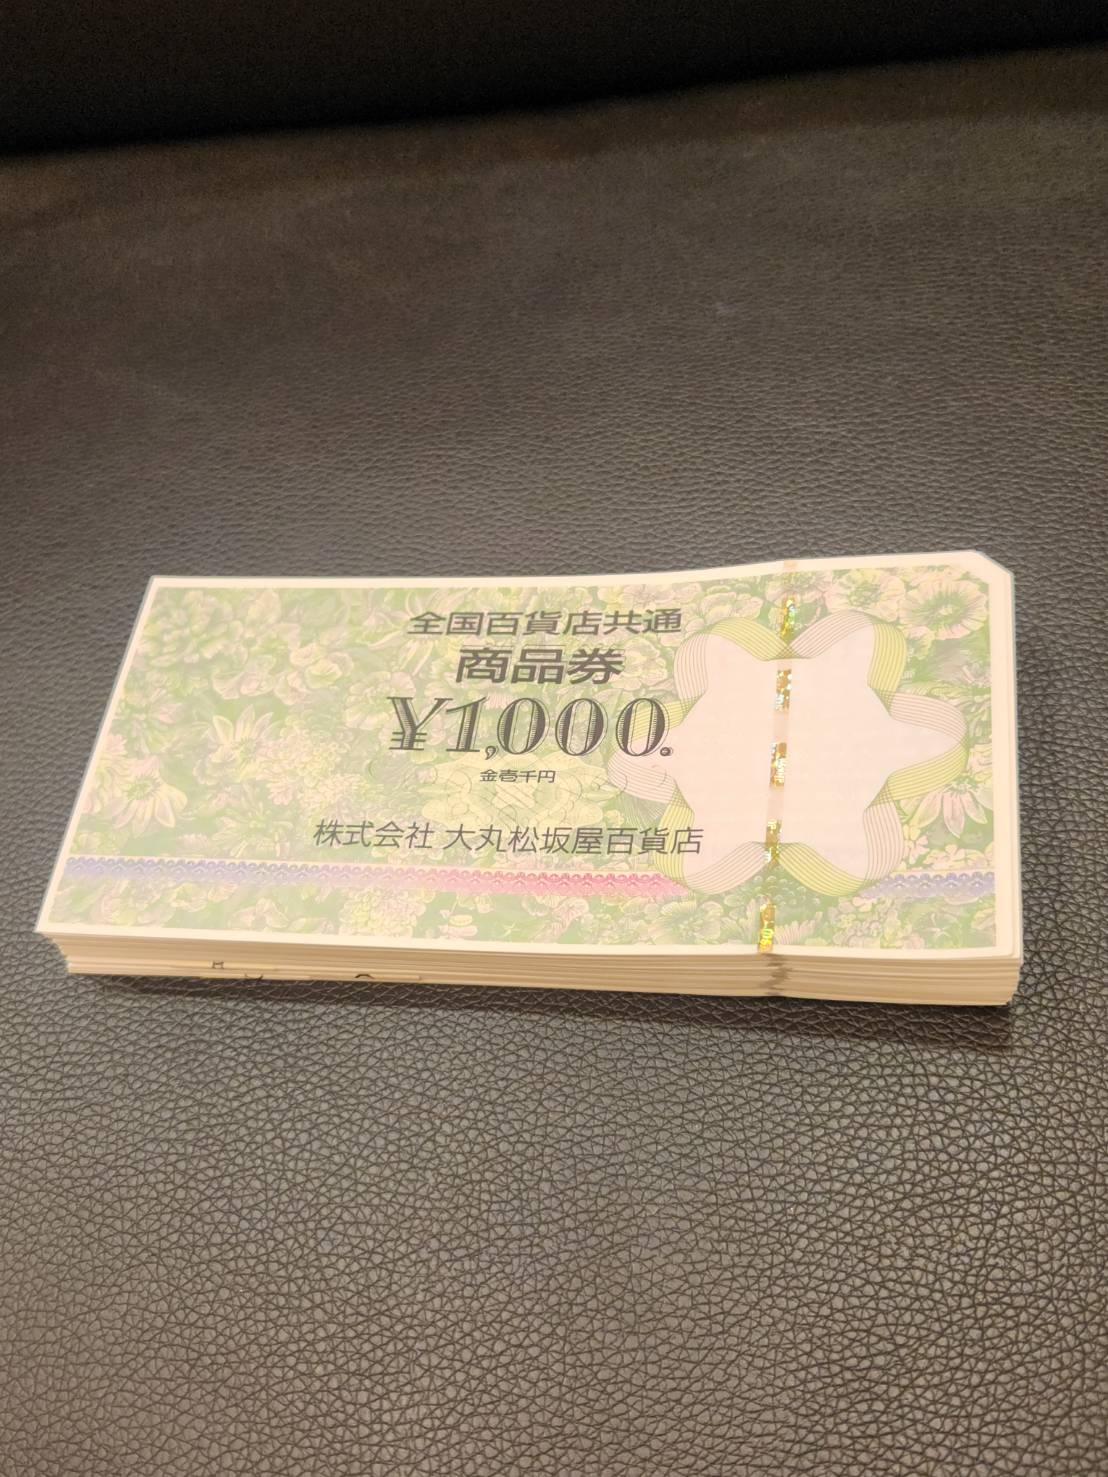 全国百貨店共通
商品券
¥1,000.
金壱千円
株式会社 大丸松坂屋百貨店